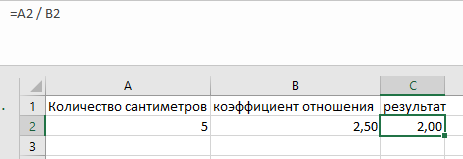 =A2 / B2
A B C
1 Количество сантиметров коэффициент отношения результат
2 5 2,50 2,00
3